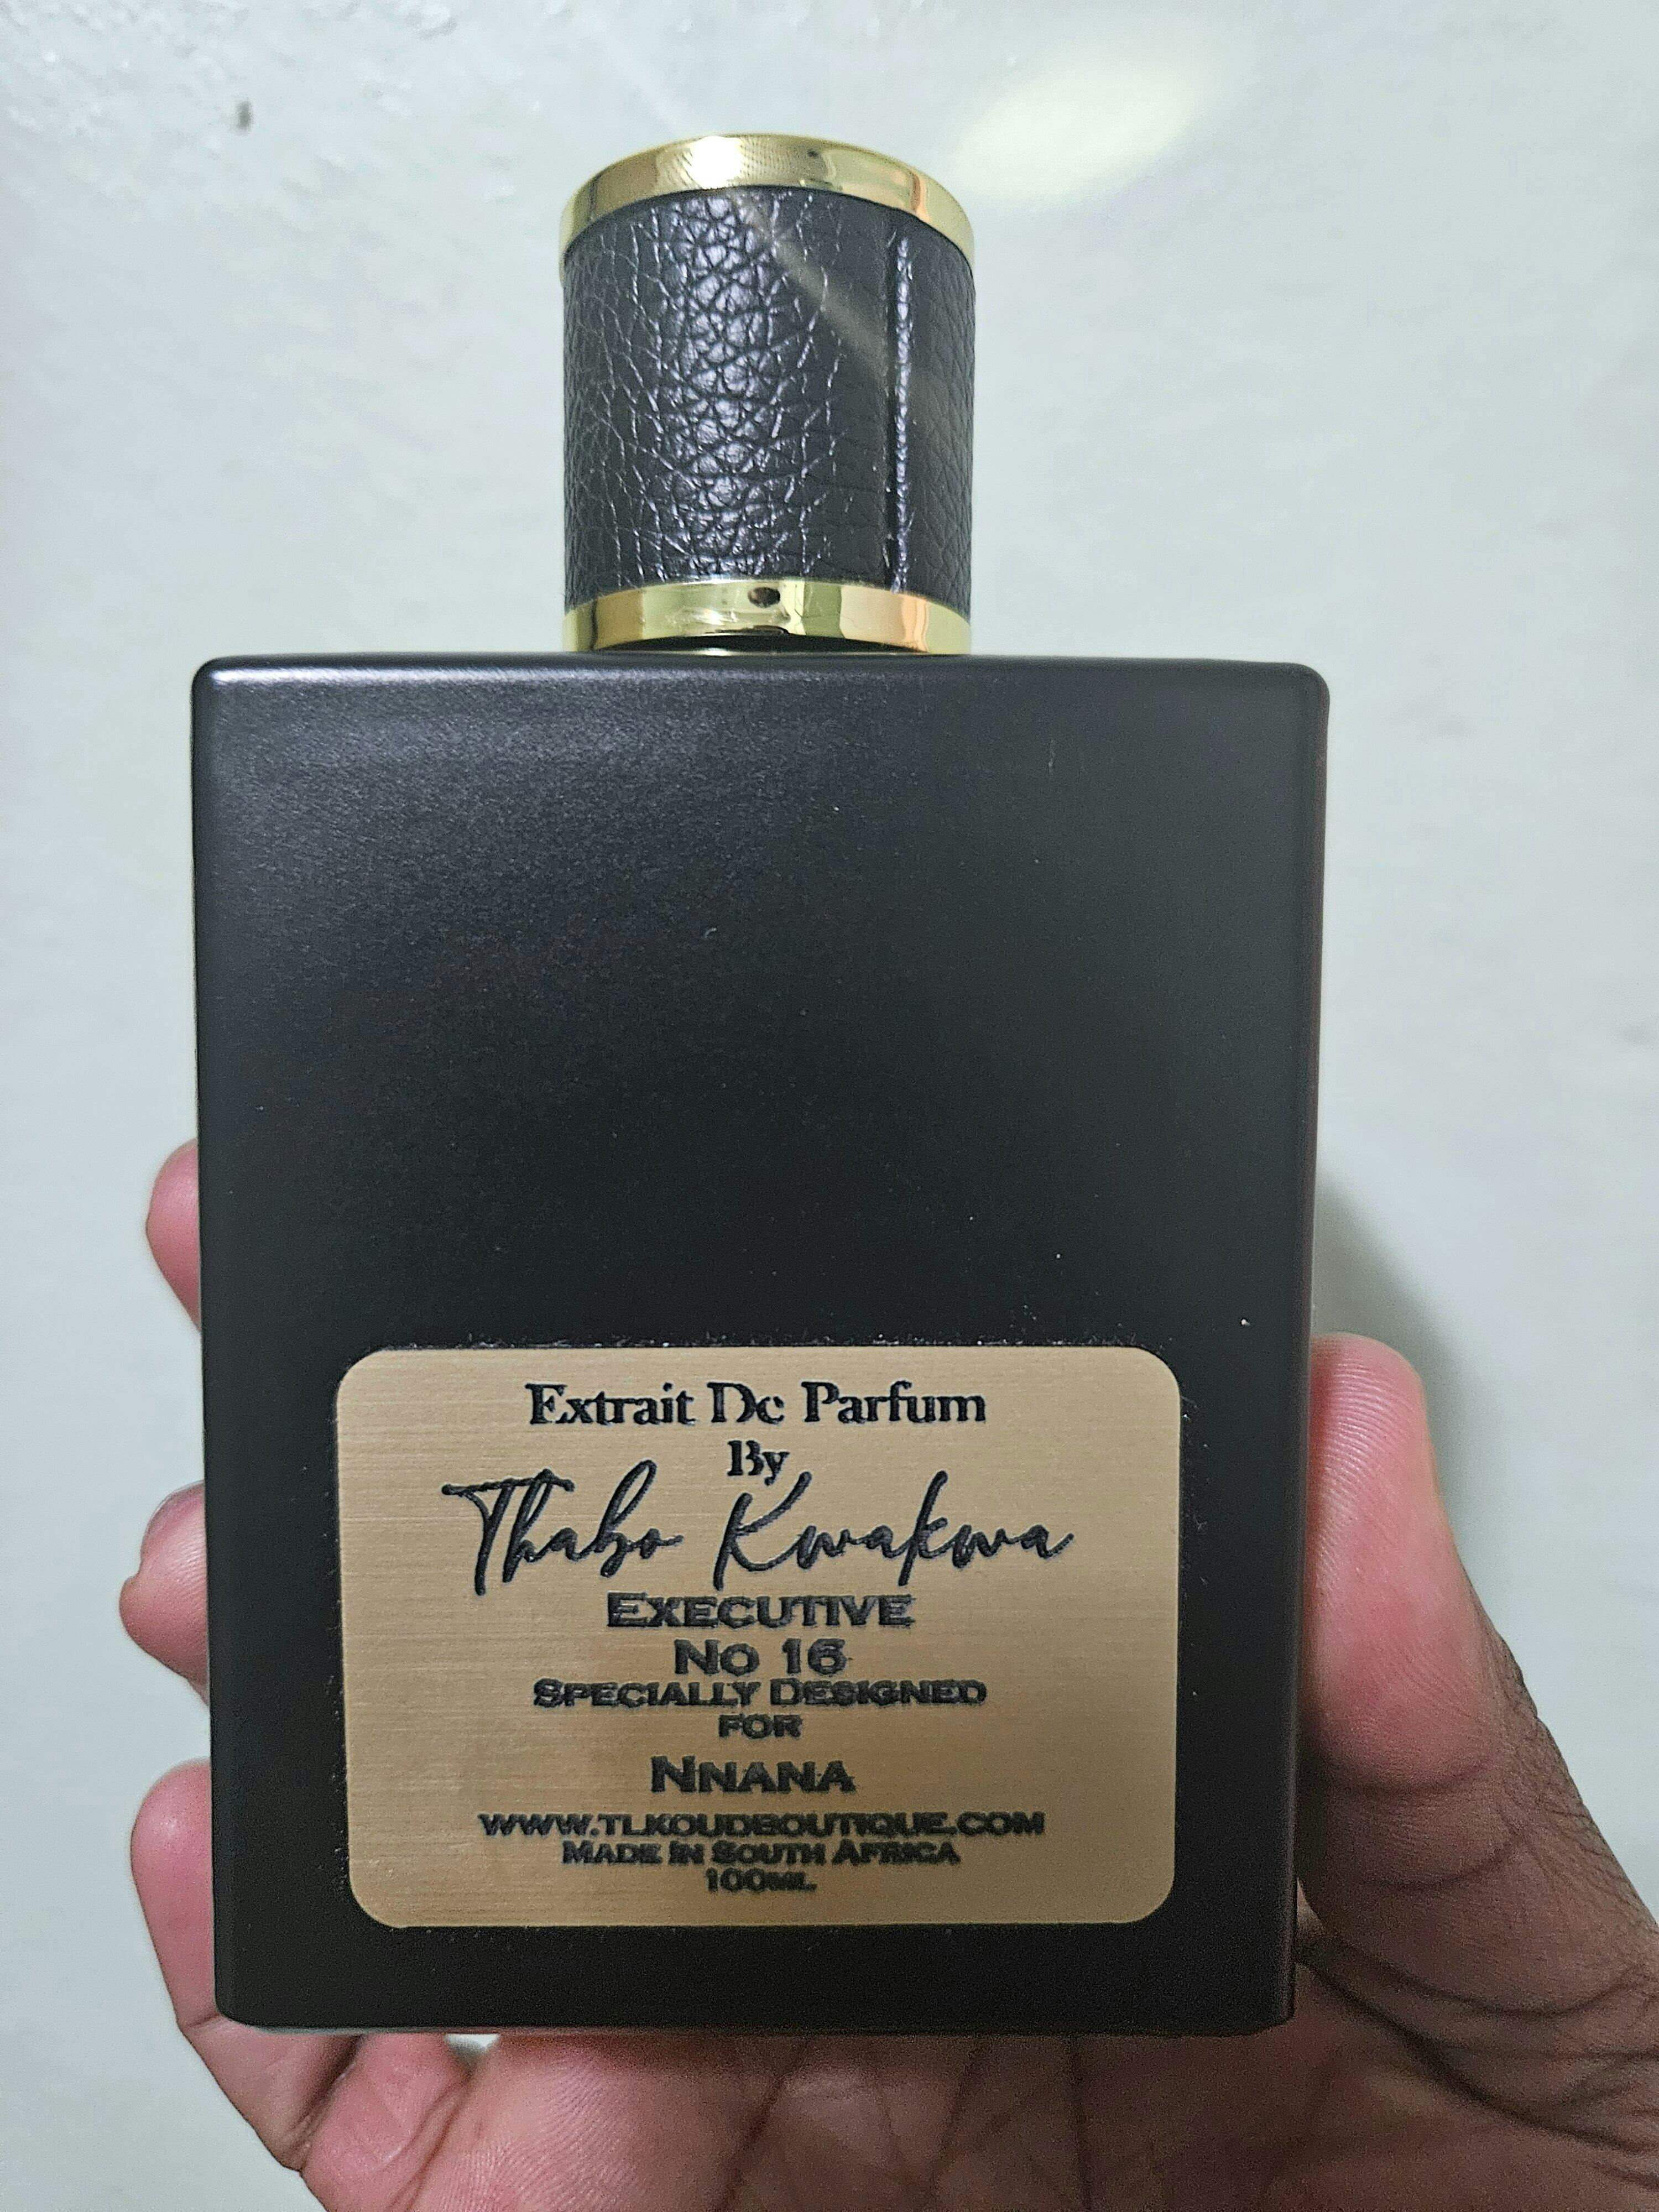 Extrait De Parfum
By
Thabo Kwakwa
EXECUTIVE
NO 16
SPECIALLY DESIGNED
FOR
NNANA
WWW.TLKOUDBOUTIQUE.COM
MADE IN SOUTH AFRICA
100ML